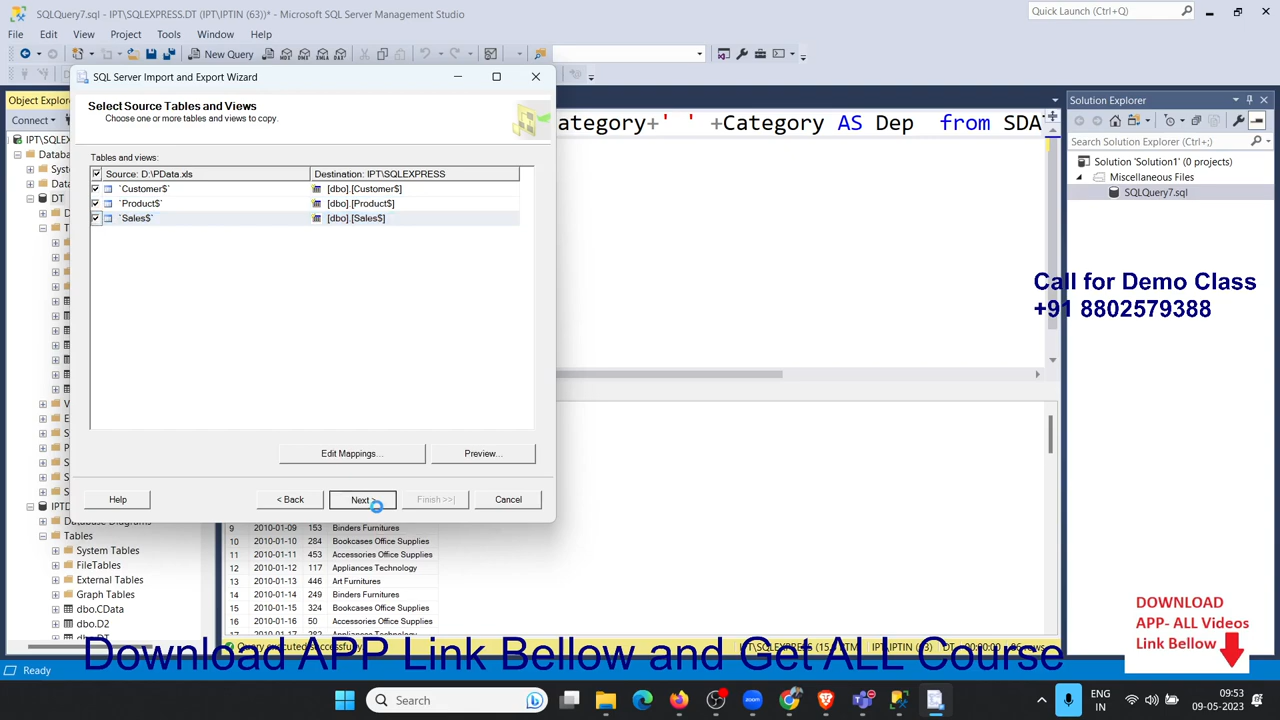 SQLQuery7.sql - IPT\SQLEXPRESS.DT (IPT\IPTIN (63))* - Microsoft SQL Server Management Studio
Quick Launch (Ctrl+Q)
File Edit View Project Tools Window Help
New Query
SQL Server Import and Export Wizard
Select Source Tables and Views
Choose one or more tables and views to copy.
Tables and views:
Source: D:\PData.xls Destination: IPT\SQLEXPRESS
`Customer$` [dbo].[Customer$]
`Product$` [dbo].[Product$]
`Sales$` [dbo].[Sales$]
Edit Mappings... Preview...
Help < Back Next > Finish >>| Cancel
Object Explorer
Connect
DT
ategory+' ' +Category AS Dep from SDA
Solution Explorer
Search Solution Explorer (Ctrl+;)
Solution 'Solution1' (0 projects)
Miscellaneous Files
SQLQuery7.sql
Call for Demo Class
+91 8802579388
Database Diagrams
Tables
System Tables
FileTables
External Tables
Graph Tables
dbo.CData
dbo.D2
dbo.DT
9 2010-01-09 153 Binders Furnitures
10 2010-01-10 284 Bookcases Office Supplies
11 2010-01-11 453 Accessories Office Supplies
12 2010-01-12 117 Appliances Technology
13 2010-01-13 446 Art Furnitures
14 2010-01-14 249 Binders Furnitures
15 2010-01-15 324 Bookcases Office Supplies
16 2010-01-16 50 Accessories Office Supplies
Query executed successfully
DOWNLOAD
APP- ALL Videos
Link Bellow
Download APP Link Bellow and Get ALL Course
Ready
Search
ENG
IN
09:53
09-05-2023